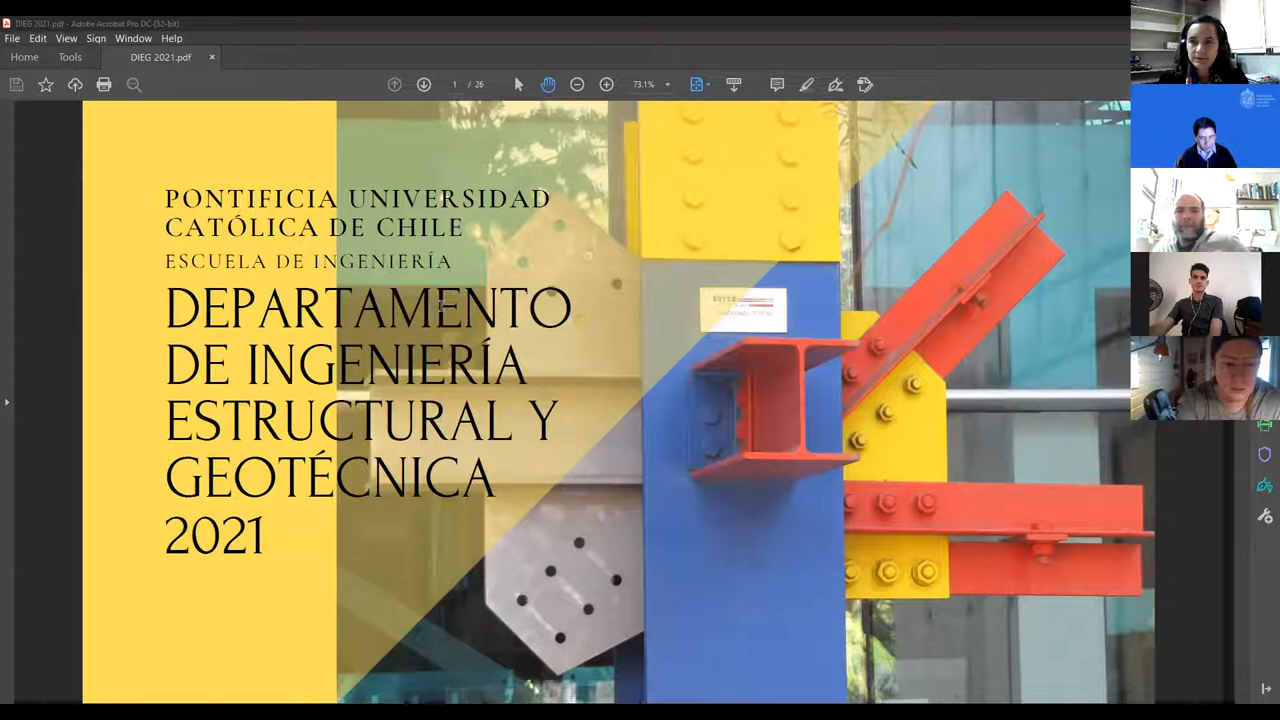 DIEG 2021.pdf - Adobe Acrobat Pro DC (32-bit)
File Edit View Sign Window Help
Home Tools DIEG 2021.pdf ×
1 / 26 73.1%
PONTIFICIA UNIVERSIDAD
CATÓLICA DE CHILE
ESCUELA DE INGENIERÍA
DEPARTAMENTO
DE INGENIERÍA
ESTRUCTURAL Y
GEOTÉCNICA
2021